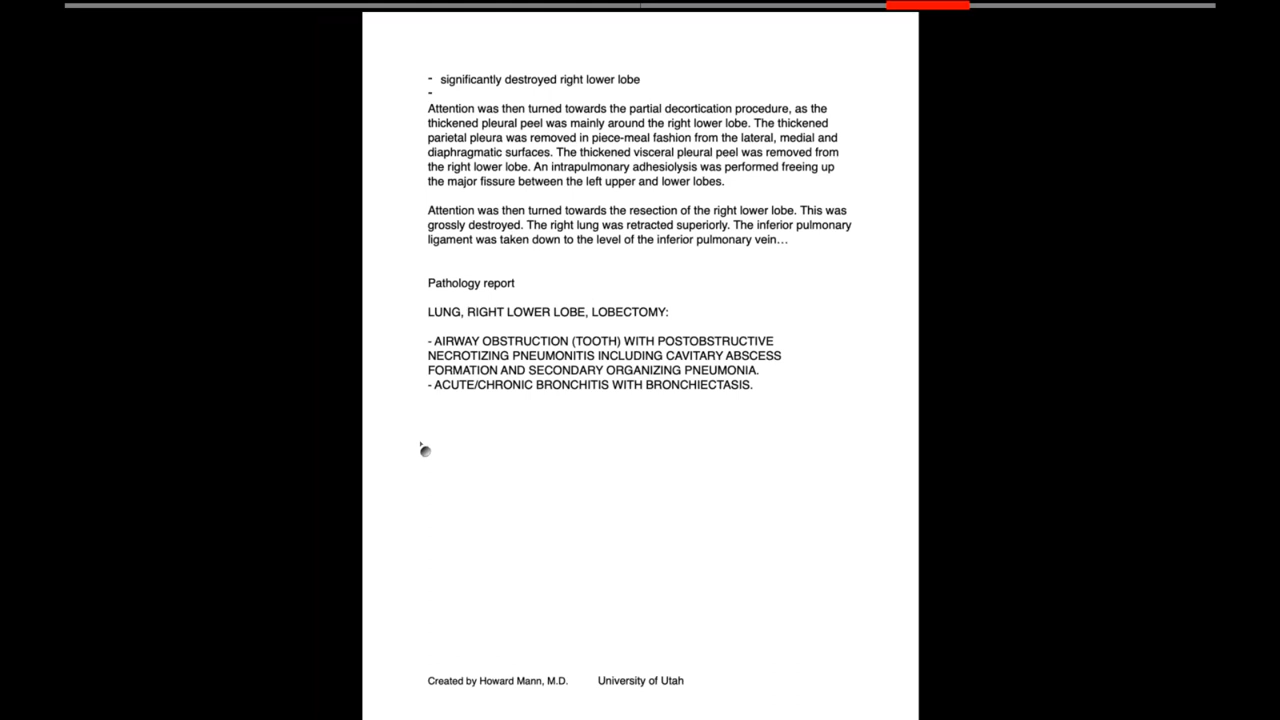 - significantly destroyed right lower lobe
-
Attention was then turned towards the partial decortication procedure, as the
thickened pleural peel was mainly around the right lower lobe. The thickened
parietal pleura was removed in piece-meal fashion from the lateral, medial and
diaphragmatic surfaces. The thickened visceral pleural peel was removed from
the right lower lobe. An intrapulmonary adhesiolysis was performed freeing up
the major fissure between the left upper and lower lobes.
Attention was then turned towards the resection of the right lower lobe. This was
grossly destroyed. The right lung was retracted superiorly. The inferior pulmonary
ligament was taken down to the level of the inferior pulmonary vein…
Pathology report
LUNG, RIGHT LOWER LOBE, LOBECTOMY:
- AIRWAY OBSTRUCTION (TOOTH) WITH POSTOBSTRUCTIVE
NECROTIZING PNEUMONITIS INCLUDING CAVITARY ABSCESS
FORMATION AND SECONDARY ORGANIZING PNEUMONIA.
- ACUTE/CHRONIC BRONCHITIS WITH BRONCHIECTASIS.
Created by Howard Mann, M.D. University of Utah